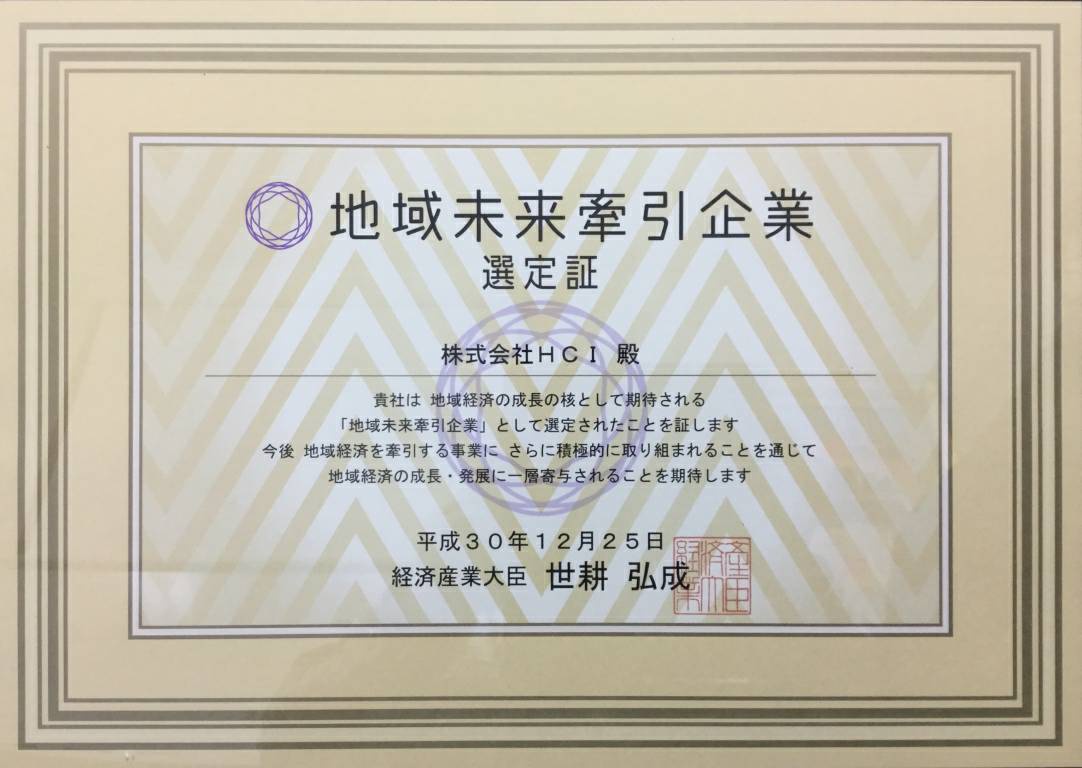 地域未来牽引企業
選定証
株式会社ＨＣＩ 殿
貴社は 地域経済の成長の核として期待される
「地域未来牽引企業」として選定されたことを証します
今後 地域経済を牽引する事業に さらに積極的に取り組まれることを通じて
地域経済の成長・発展に一層寄与されることを期待します
平成３０年１２月２５日
経済産業大臣 世耕 弘成